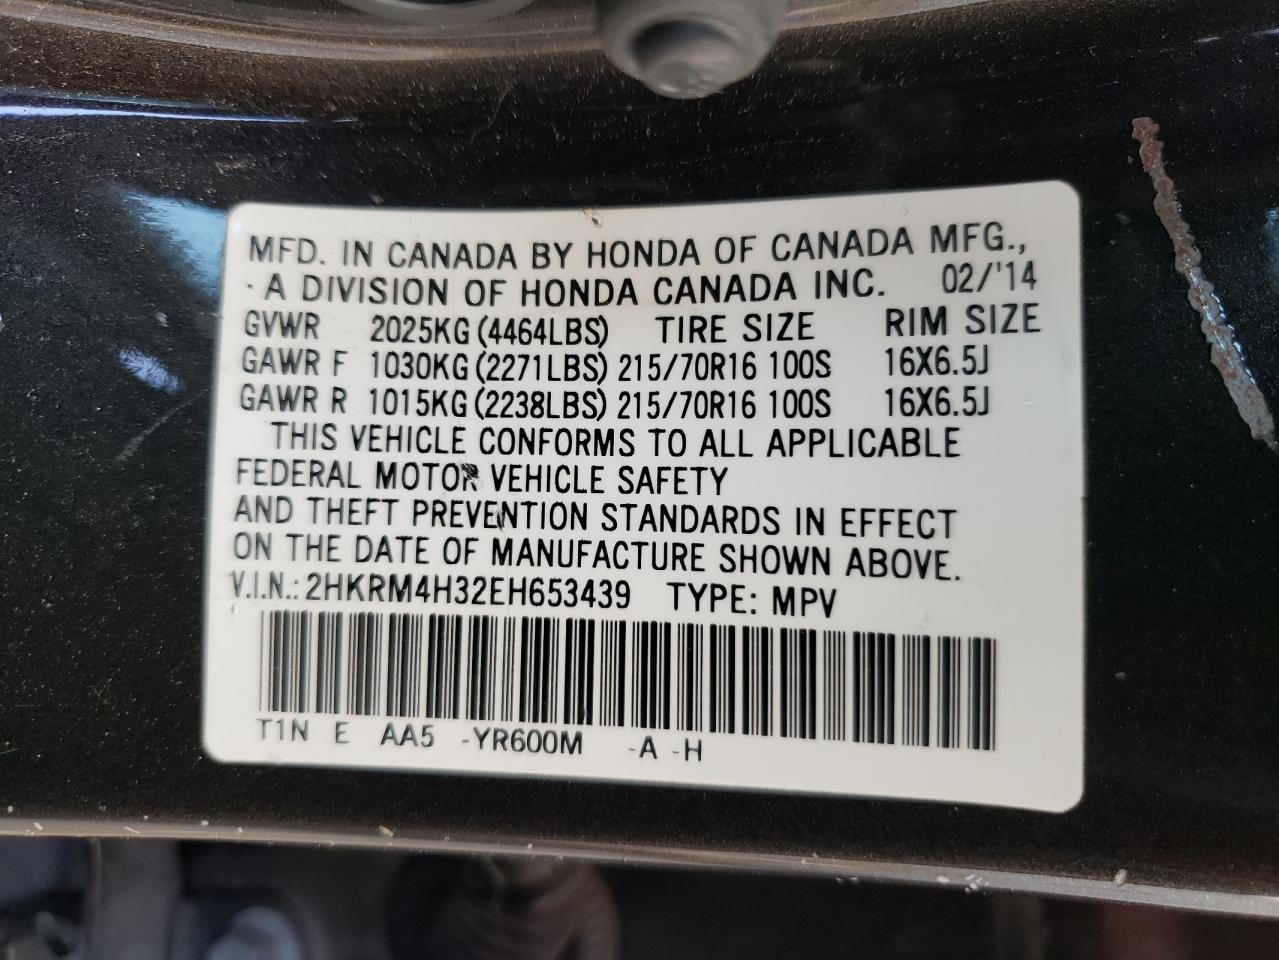 MFD. IN CANADA BY HONDA OF CANADA MFG.,
A DIVISION OF HONDA CANADA INC. 02/'14
GVWR 2025KG (4464LBS) TIRE SIZE RIM SIZE
GAWR F 1030KG (2271LBS) 215/70R16 100S 16X6.5J
GAWR R 1015KG (2238LBS) 215/70R16 100S 16X6.5J
THIS VEHICLE CONFORMS TO ALL APPLICABLE
FEDERAL MOTOR VEHICLE SAFETY
AND THEFT PREVENTION STANDARDS IN EFFECT
ON THE DATE OF MANUFACTURE SHOWN ABOVE.
V.I.N.: 2HKRM4H32EH653439 TYPE: MPV
T1N E AA5 -YR600M -A -H